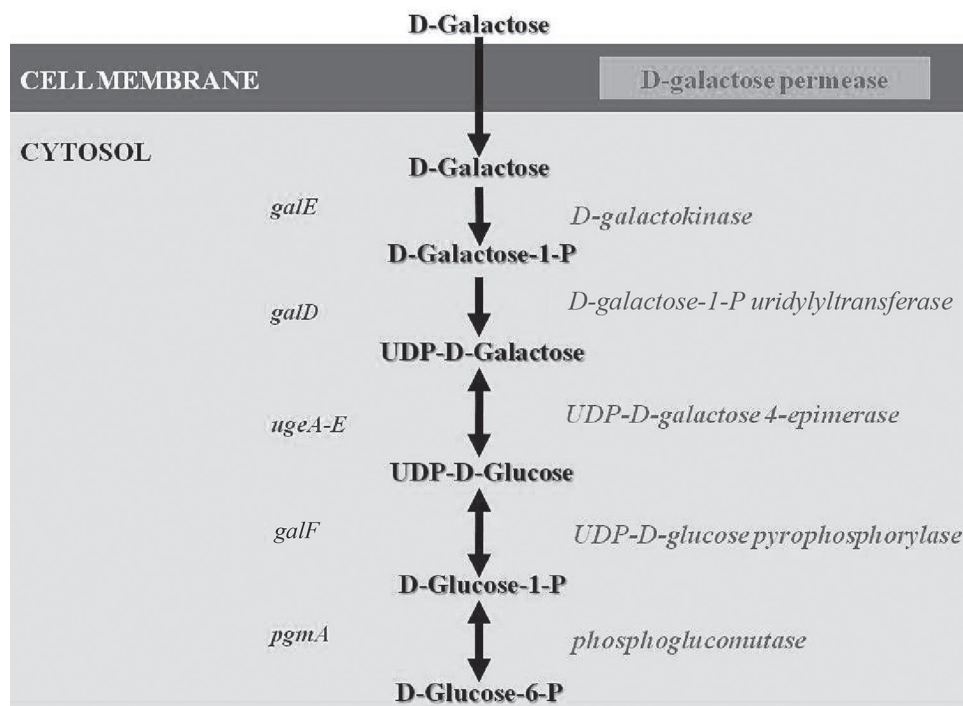 D-Galactose
CELL MEMBRANE
D-galactose permease
CYTOSOL
D-Galactose
galE
D-galactokinase
D-Galactose-1-P
galD
D-galactose-1-P uridylyltransferase
UDP-D-Galactose
ugeA-E
UDP-D-galactose 4-epimerase
UDP-D-Glucose
galF
UDP-D-glucose pyrophosphorylase
D-Glucose-1-P
pgmA
phosphoglucomutase
D-Glucose-6-P